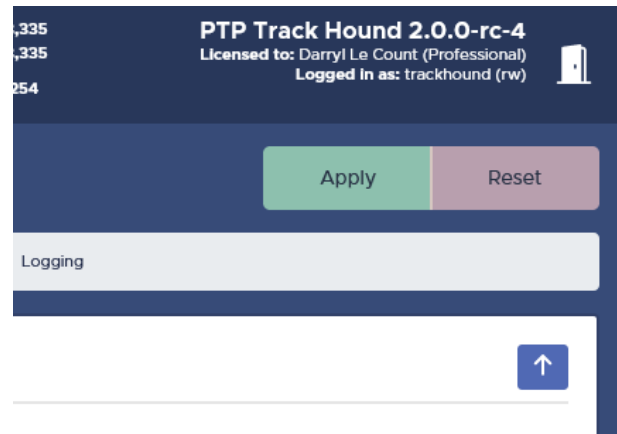 ,335
PTP Track Hound 2.0.0-rc-4
,335
Licensed to: Darryl Le Count (Professional)
Logged in as: trackhound (rw)
254
Apply
Reset
Logging